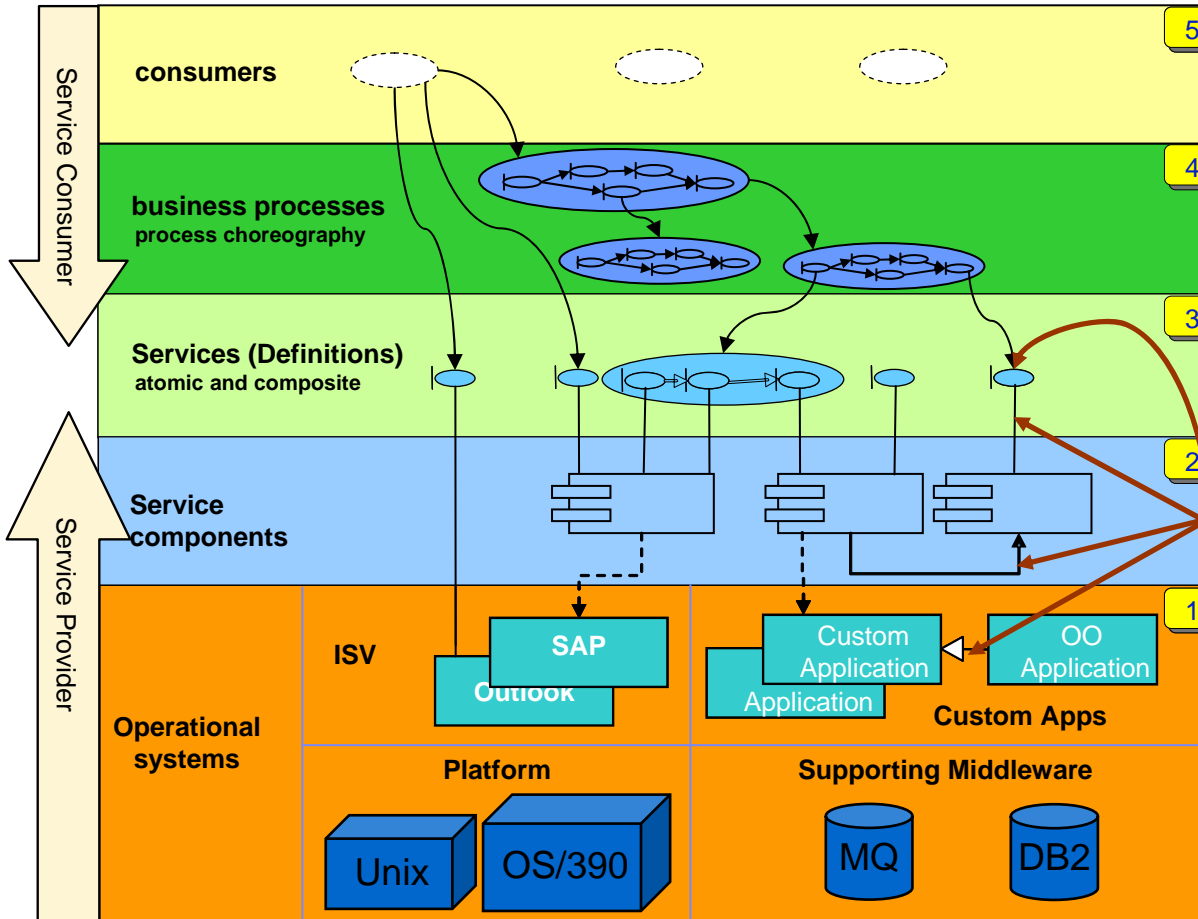 5
consumers
Service Consumer
4
business processes
process choreography
3
Services (Definitions)
atomic and composite
2
Service
components
Service Provider
1
ISV
SAP
Outlook
Custom
Application
Application
OO
Application
Custom Apps
Operational
systems
Platform
Supporting Middleware
Unix
OS/390
MQ
DB2